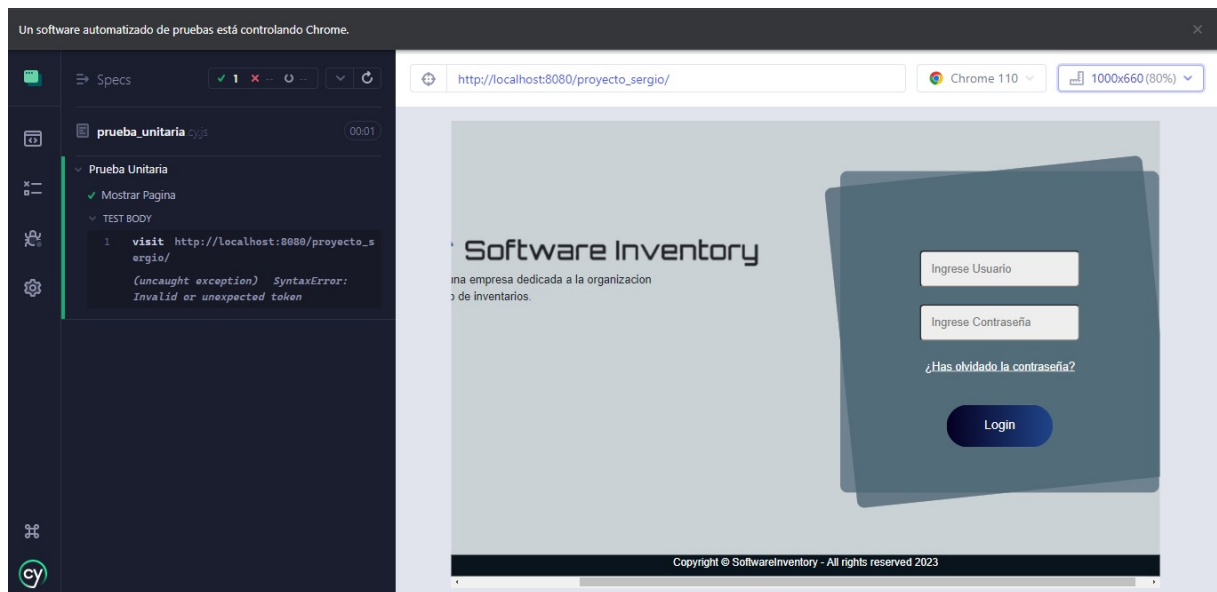 Un software automatizado de pruebas está controlando Chrome.
Specs
1
--
--
prueba_unitaria.cy.js
00:01
Prueba Unitaria
Mostrar Pagina
TEST BODY
1 visit http://localhost:8080/proyecto_s
ergio/
(uncaught exception) SyntaxError:
Invalid or unexpected token
cy
http://localhost:8080/proyecto_sergio/
Chrome 110
1000x660 (80%)
Software Inventory
una empresa dedicada a la organizacion
de inventarios.
Ingrese Usuario
Ingrese Contraseña
¿Has olvidado la contraseña?
Login
Copyright © SoftwareInventory - All rights reserved 2023